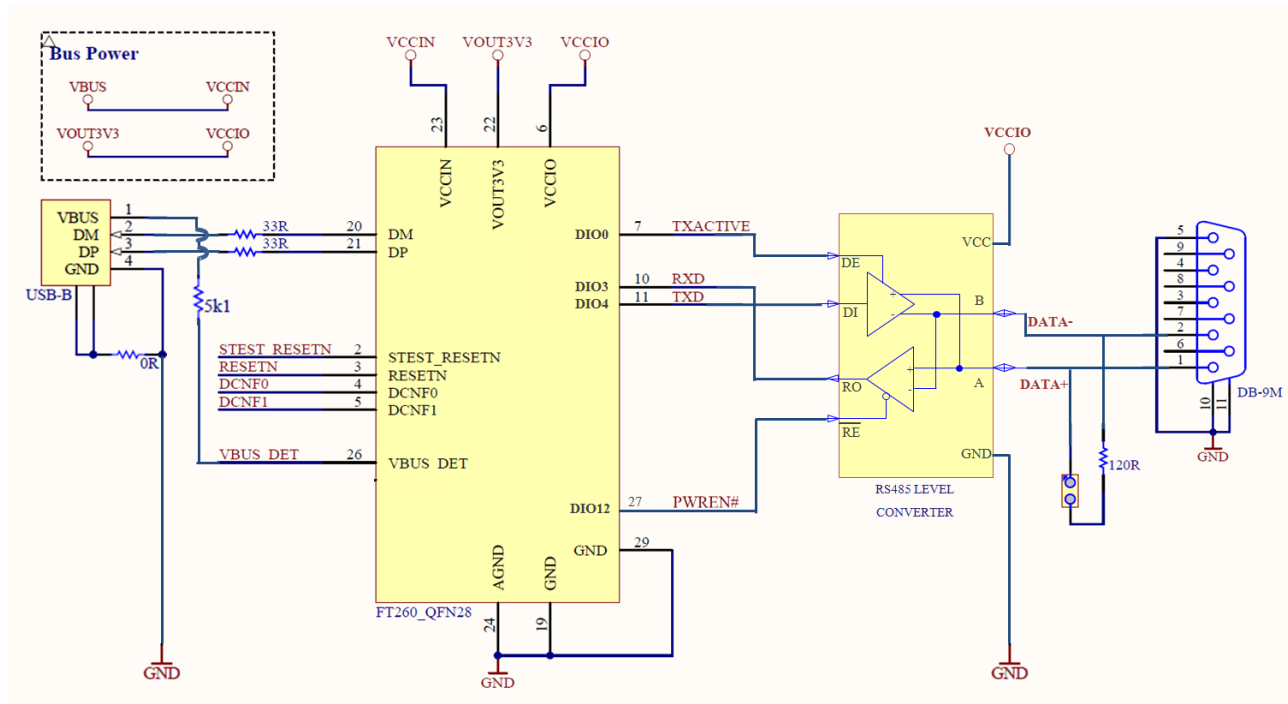 Bus Power
VBUS
VCCIN
VOUT3V3
VCCIO
VCCIN
VOUT3V3
VCCIO
23
22
6
VCCIN
VOUT3V3
VCCIO
VBUS
DM
DP
GND
1
2
3
4
USB-B
33R
33R
5k1
0R
20
21
DM
DP
STEST_RESETN
2
STEST_RESETN
RESETN
3
RESETN
DCNF0
4
DCNF0
DCNF1
5
DCNF1
VBUS_DET
26
VBUS_DET
DIO0
7
TXACTIVE
DIO3
10
RXD
DIO4
11
TXD
DIO12
27
PWREN#
GND
29
AGND
GND
24
19
FT260_QFN28
GND
GND
VCCIO
VCC
DE
DI
RO
RE
+
-
+
-
B
A
GND
RS485 LEVEL
CONVERTER
GND
DATA-
DATA+
120R
5
9
4
8
3
7
2
6
1
10
11
DB-9M
GND